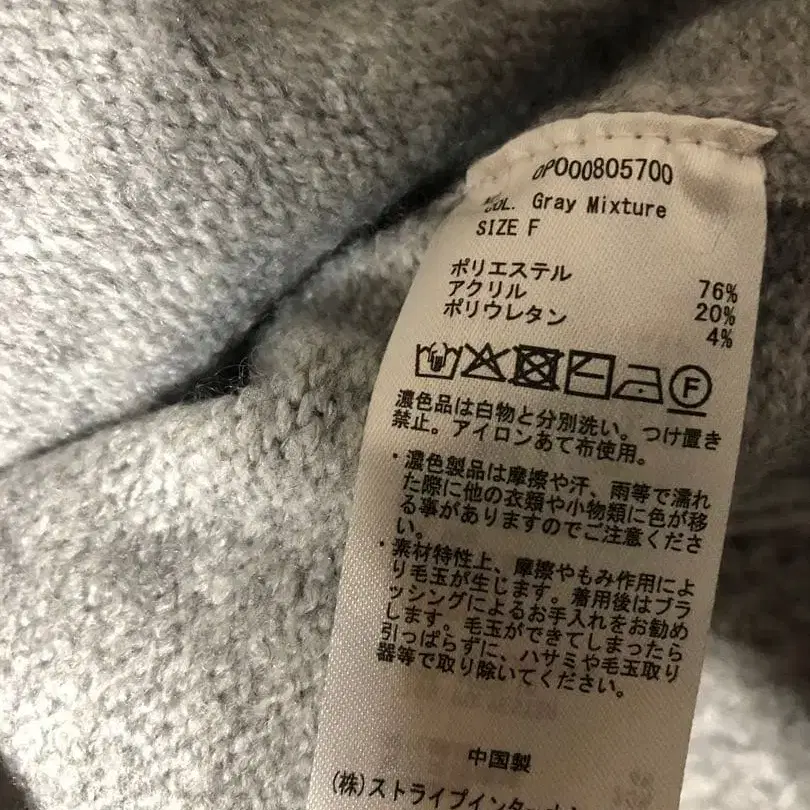 OPO00805700
COL. Gray Mixture
SIZE F
ポリエステル 76%
アクリル 20%
ポリウレタン 4%
F
濃色品は白物と分別洗い。つけ置き
禁止。アイロンあて布使用。
・濃色製品は摩擦や汗、雨等で濡れ
た際に他の衣類や小物類に色が移
る事がありますのでご注意くださ
い。
・素材特性上、摩擦やもみ作用によ
り毛玉が生じます。着用後はブラ
ッシングによるお手入れをお勧め
します。毛玉ができてしまったら
引っぱらずに、ハサミや毛玉取り
器等で取り除いてください。
中国製
(株)ストライプインター